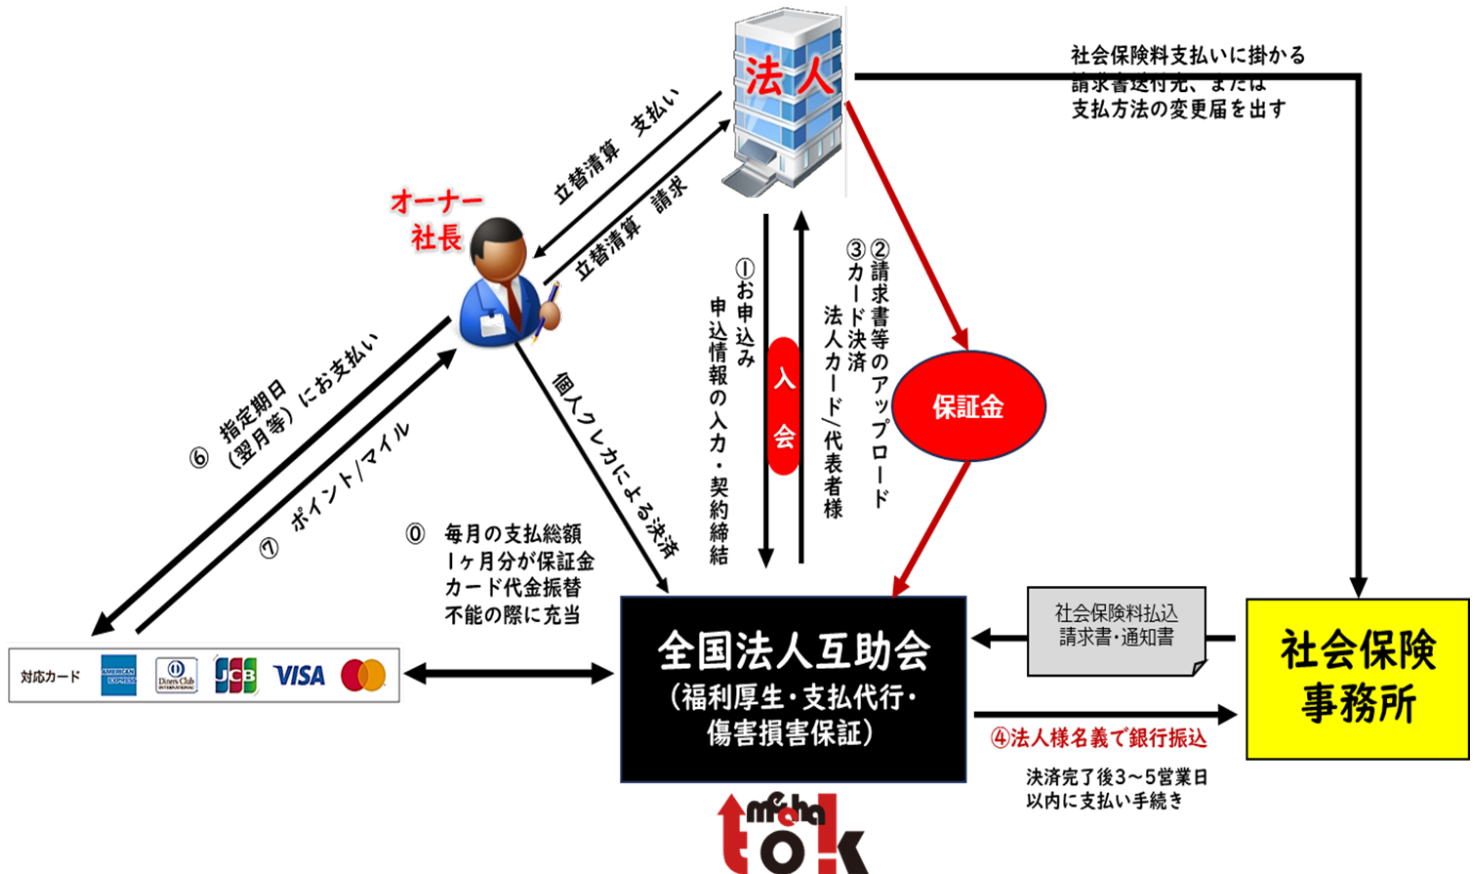 法人
社会保険料支払いに掛かる
請求書送付先、または
支払方法の変更届を出す
立替清算　支払い
立替清算　請求
オーナー
社長
①お申込み
申込情報の入力・契約締結
入会
②請求書等のアップロード
③カード決済
法人カード/代表者様
保証金
⑥　指定期日
（翌月等）にお支払い
⑦　ポイント/マイル
個人クレカによる決済
⓪　毎月の支払総額
1ヶ月分が保証金
カード代金振替
不能の際に充当
対応カード
AMERICAN EXPRESS
Diners Club
INTERNATIONAL
JCB
VISA
全国法人互助会
（福利厚生・支払代行・
傷害損害保証）
社会保険料払込
請求書・通知書
社会保険
事務所
④法人様名義で銀行振込
決済完了後3～5営業日
以内に支払い手続き